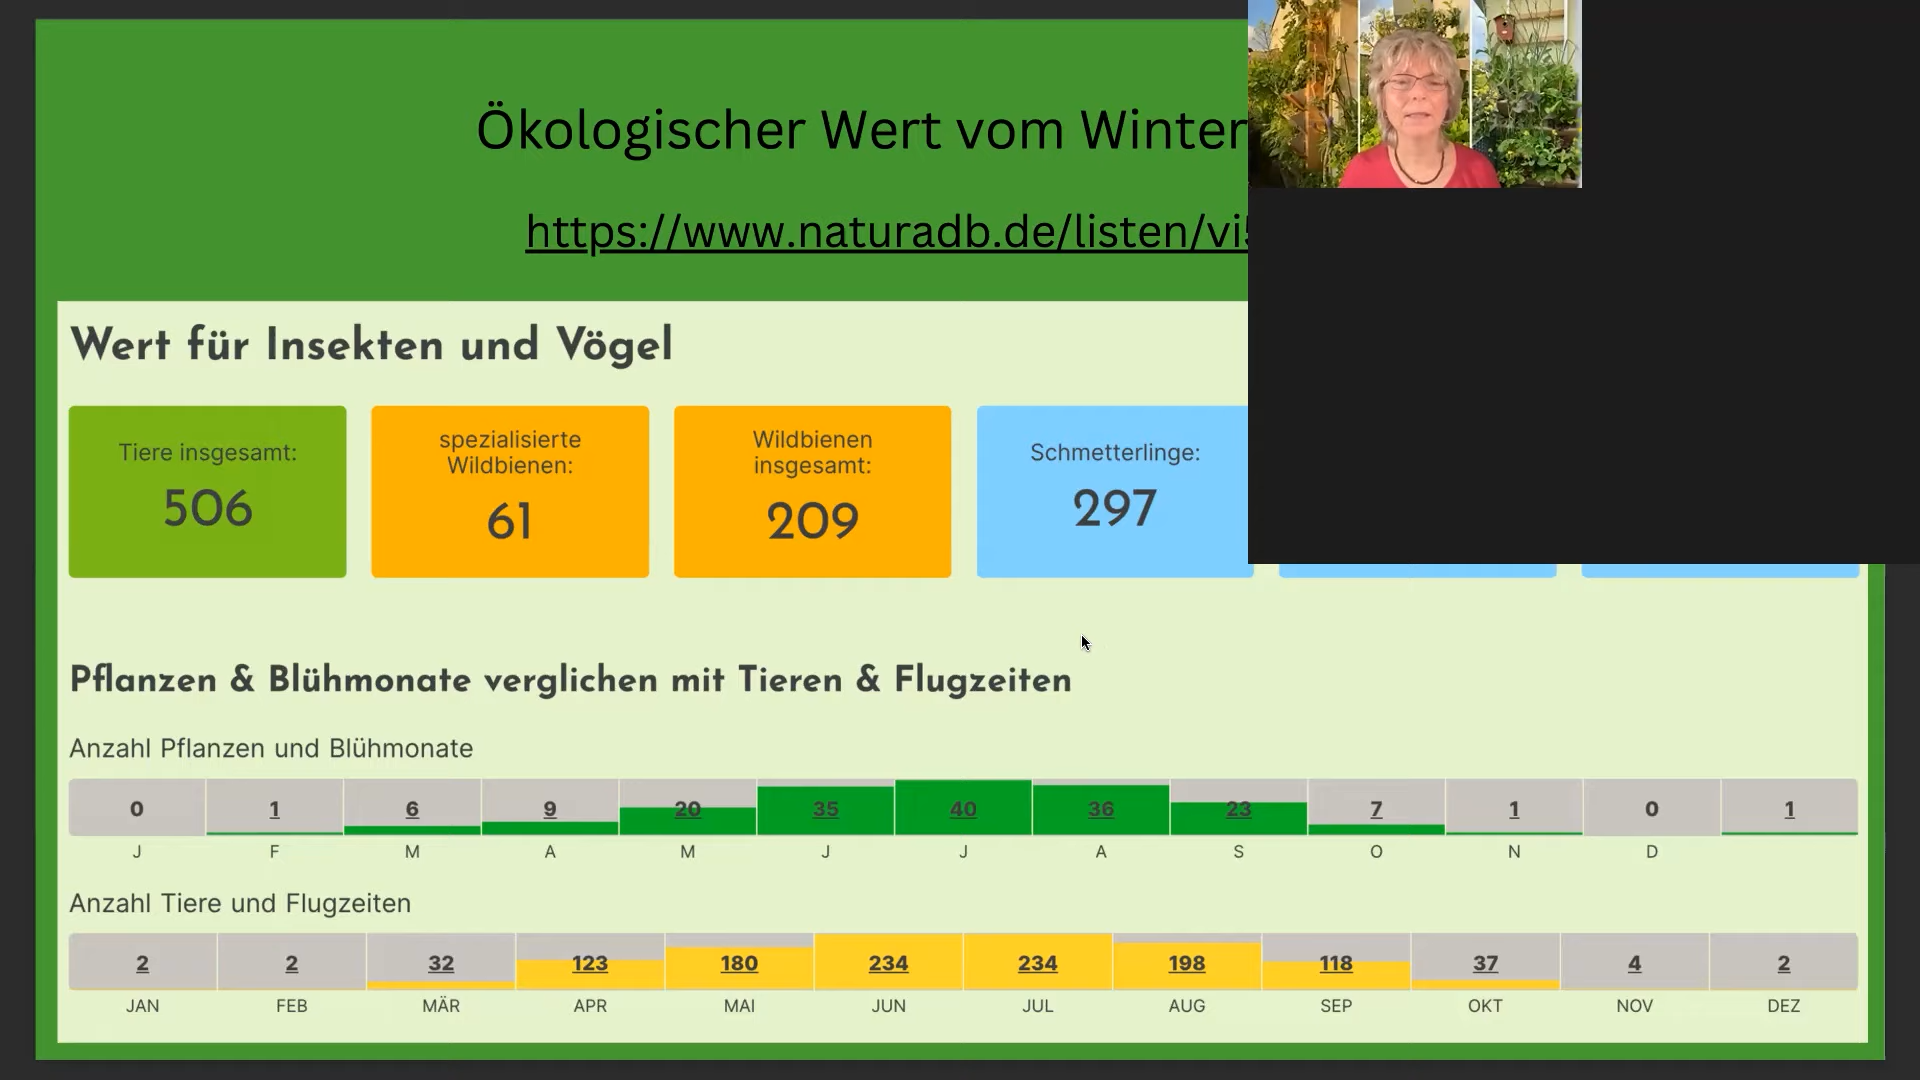 Ökologischer Wert vom Winter
https://www.naturadb.de/listen/vi
Wert für Insekten und Vögel
Tiere insgesamt:
506
spezialisierte
Wildbienen:
61
Wildbienen
insgesamt:
209
Schmetterlinge:
297
Pflanzen & Blühmonate verglichen mit Tieren & Flugzeiten
Anzahl Pflanzen und Blühmonate
0 1 6 9 20 35 40 36 23 7 1 0 1
J F M A M J J A S O N D
Anzahl Tiere und Flugzeiten
2 2 32 123 180 234 234 198 118 37 4 2
JAN FEB MÄR APR MAI JUN JUL AUG SEP OKT NOV DEZ